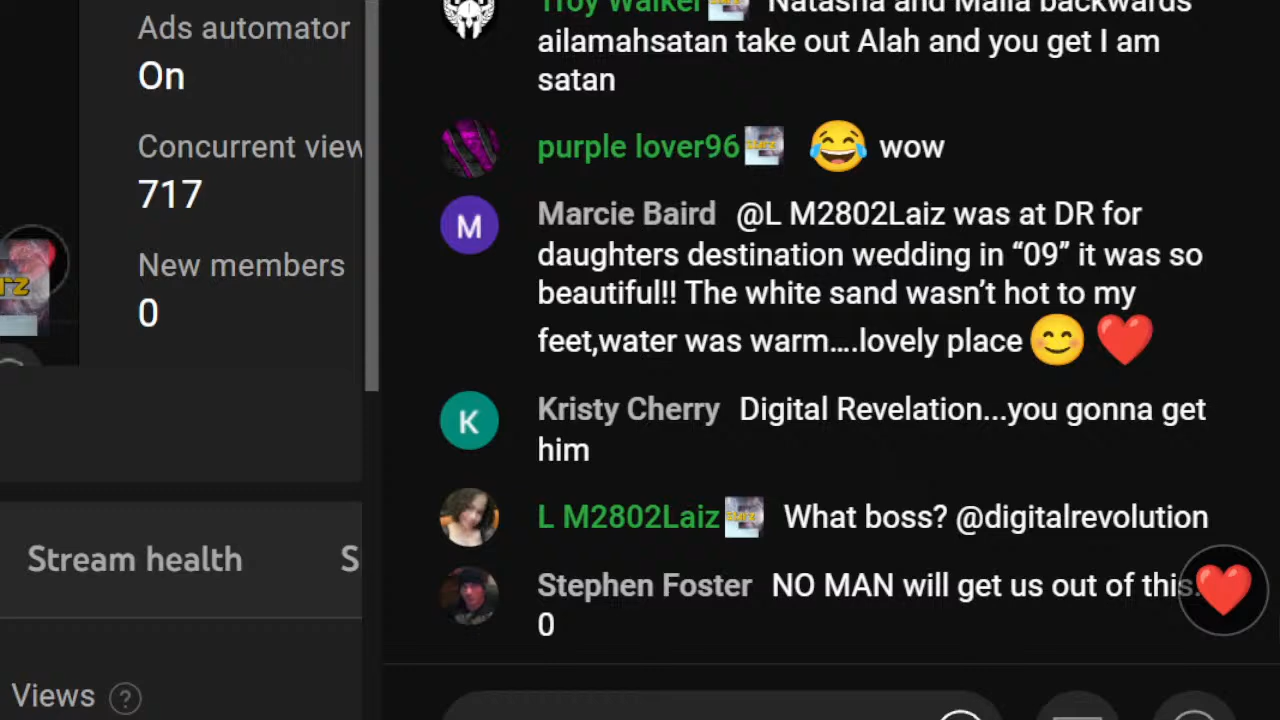 Ads automator
On
Concurrent view
717
New members
0
Stream health
S
Views ?
Troy Walker Natasha and Malia backwards
ailamahsatan take out Alah and you get I am
satan
purple lover96 😂 wow
M
Marcie Baird @L M2802Laiz was at DR for
daughters destination wedding in “09” it was so
beautiful!! The white sand wasn’t hot to my
feet,water was warm....lovely place 😊 ❤️
K
Kristy Cherry Digital Revelation...you gonna get
him
L M2802Laiz What boss? @digitalrevolution
Stephen Foster NO MAN will get us out of this.
0